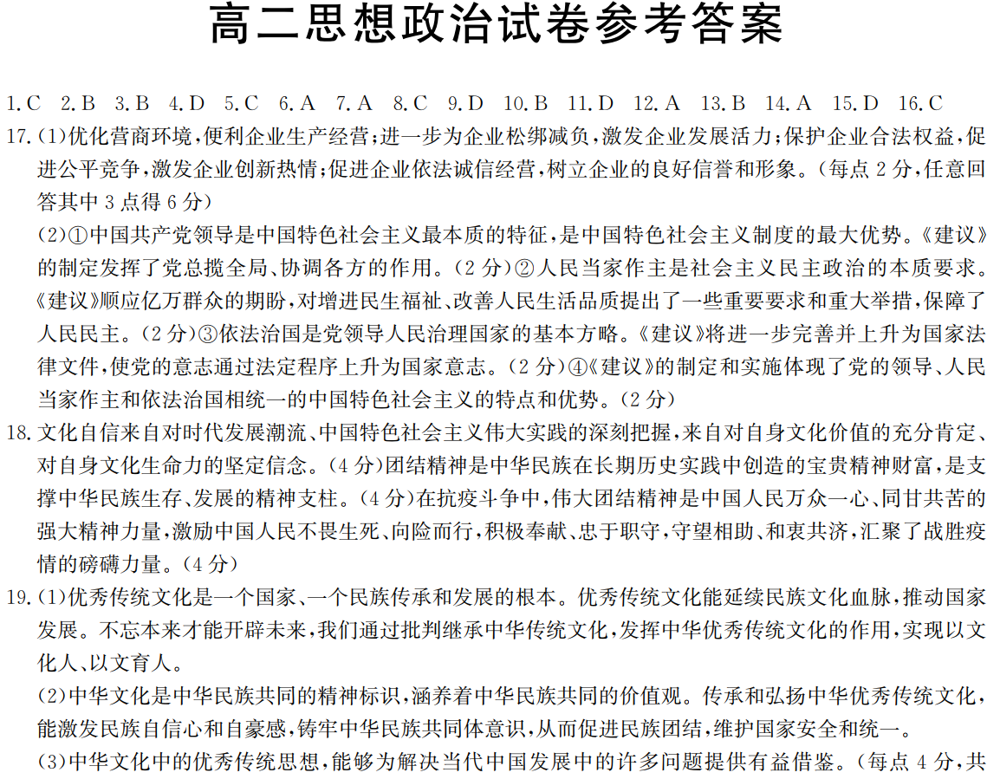 高二思想政治试卷参考答案
1. C 2. B 3. B 4. D 5. C 6. A 7. A 8. C 9. D 10. B 11. D 12. A 13. B 14. A 15. D 16. C
17. (1)优化营商环境,便利企业生产经营;进一步为企业松绑减负,激发企业发展活力;保护企业合法权益,促
进公平竞争,激发企业创新热情;促进企业依法诚信经营,树立企业的良好信誉和形象。(每点 2 分,任意回
答其中 3 点得 6 分)
(2)①中国共产党领导是中国特色社会主义最本质的特征,是中国特色社会主义制度的最大优势。《建议》
的制定发挥了党总揽全局、协调各方的作用。(2 分)②人民当家作主是社会主义民主政治的本质要求。
《建议》顺应亿万群众的期盼,对增进民生福祉、改善人民生活品质提出了一些重要要求和重大举措,保障了
人民民主。(2 分)③依法治国是党领导人民治理国家的基本方略。《建议》将进一步完善并上升为国家法
律文件,使党的意志通过法定程序上升为国家意志。(2 分)④《建议》的制定和实施体现了党的领导、人民
当家作主和依法治国相统一的中国特色社会主义的特点和优势。(2 分)
18. 文化自信来自对时代发展潮流、中国特色社会主义伟大实践的深刻把握,来自对自身文化价值的充分肯定、
对自身文化生命力的坚定信念。(4 分)团结精神是中华民族在长期历史实践中创造的宝贵精神财富,是支
撑中华民族生存、发展的精神支柱。(4 分)在抗疫斗争中,伟大团结精神是中国人民万众一心、同甘共苦的
强大精神力量,激励中国人民不畏生死、向险而行,积极奉献、忠于职守,守望相助、和衷共济,汇聚了战胜疫
情的磅礴力量。(4 分)
19. (1)优秀传统文化是一个国家、一个民族传承和发展的根本。优秀传统文化能延续民族文化血脉,推动国家
发展。不忘本来才能开辟未来,我们通过批判继承中华传统文化,发挥中华优秀传统文化的作用,实现以文
化人、以文育人。
(2)中华文化是中华民族共同的精神标识,涵养着中华民族共同的价值观。传承和弘扬中华优秀传统文化,
能激发民族自信心和自豪感,铸牢中华民族共同体意识,从而促进民族团结,维护国家安全和统一。
(3)中华文化中的优秀传统思想,能够为解决当代中国发展中的许多问题提供有益借鉴。(每点 4 分,共